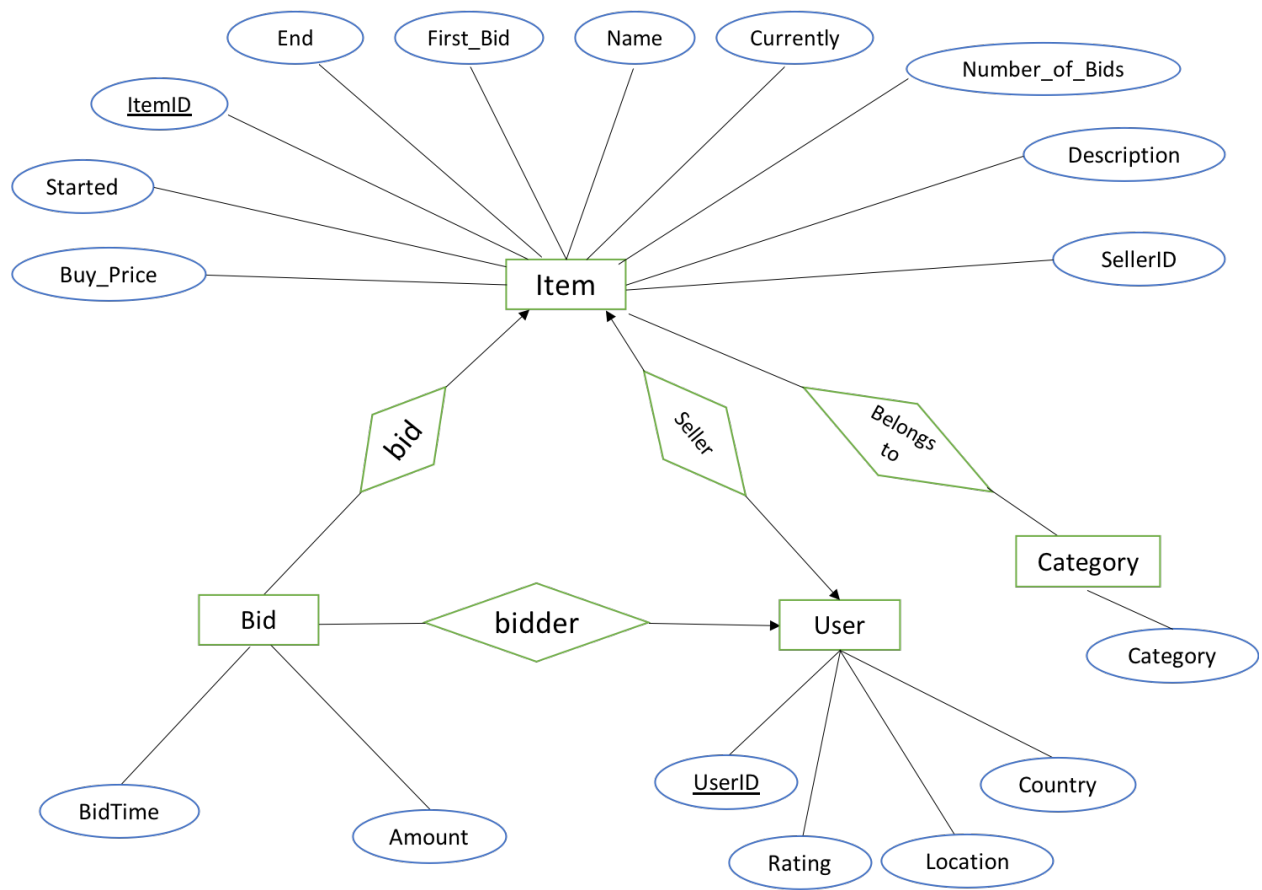 End
First_Bid
Name
Currently
Number_of_Bids
ItemID
Description
Started
SellerID
Buy_Price
Item
bid
Seller
Belongs
to
Category
Bid
bidder
User
Category
UserID
Country
BidTime
Amount
Rating
Location